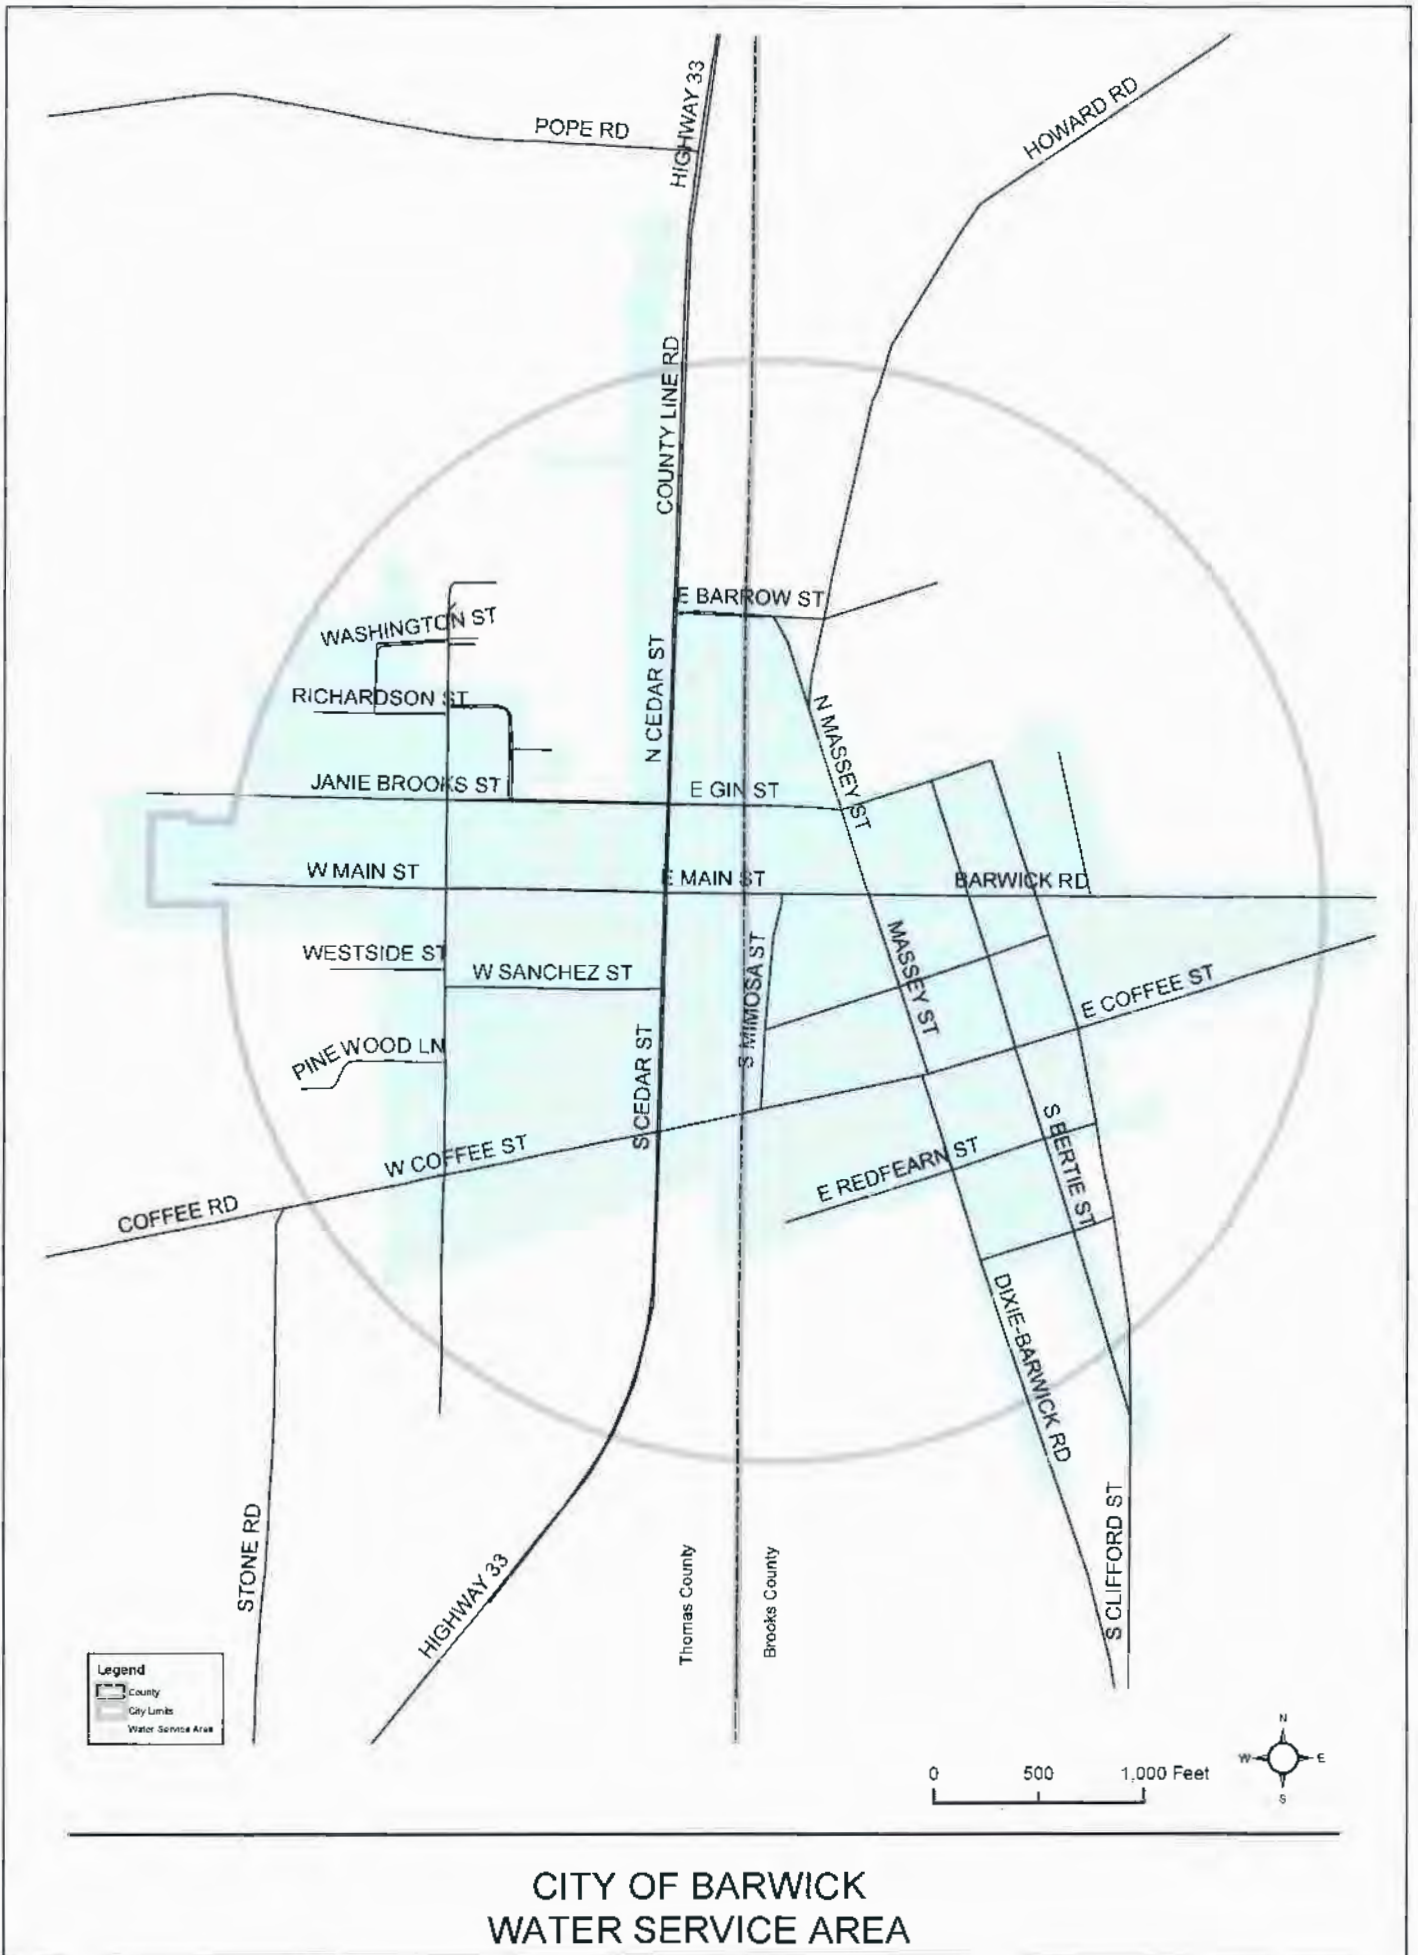 HIGHWAY 33
POPE RD
HOWARD RD
COUNTY LINE RD
E BARROW ST
WASHINGTON ST
N CEDAR ST
RICHARDSON ST
N MASSEY ST
JANIE BROOKS ST
E GIN ST
W MAIN ST
E MAIN ST
BARWICK RD
WESTSIDE ST
W SANCHEZ ST
S MIMOSA ST
MASSEY ST
E COFFEE ST
PINE WOOD LN
S CEDAR ST
W COFFEE ST
S BERTIE ST
E REDFEARN ST
COFFEE RD
DIXIE-BARWICK RD
STONE RD
HIGHWAY 33
Thomas County
Brooks County
S CLIFFORD ST
Legend
County
City Limits
Water Service Area
N
W
E
S
0 500 1,000 Feet
CITY OF BARWICK
WATER SERVICE AREA